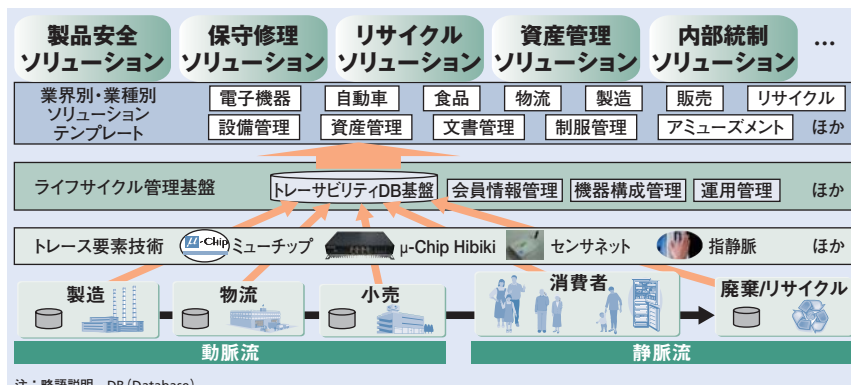 製品安全
ソリューション
保守修理
ソリューション
リサイクル
ソリューション
資産管理
ソリューション
内部統制
ソリューション
…
業界別・業種別
ソリューション
テンプレート
電子機器 自動車 食品 物流 製造 販売 リサイクル
設備管理 資産管理 文書管理 制服管理 アミューズメント ほか
ライフサイクル管理基盤 トレーサビリティDB基盤 会員情報管理 機器構成管理 運用管理 ほか
トレース要素技術 μ-Chip ミューチップ μ-Chip Hibiki センサネット 指静脈 ほか
製造 物流 小売 消費者 廃棄/リサイクル
動脈流 静脈流
注：略語説明 DB(Database)